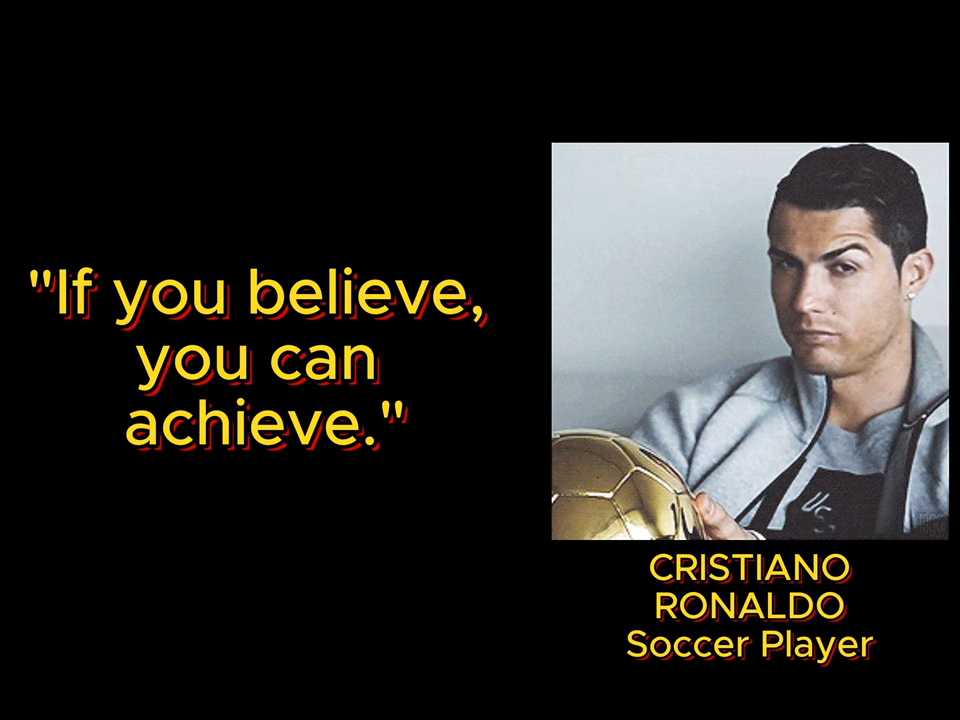 "If you believe,
you can
achieve."
CRISTIANO
RONALDO
Soccer Player